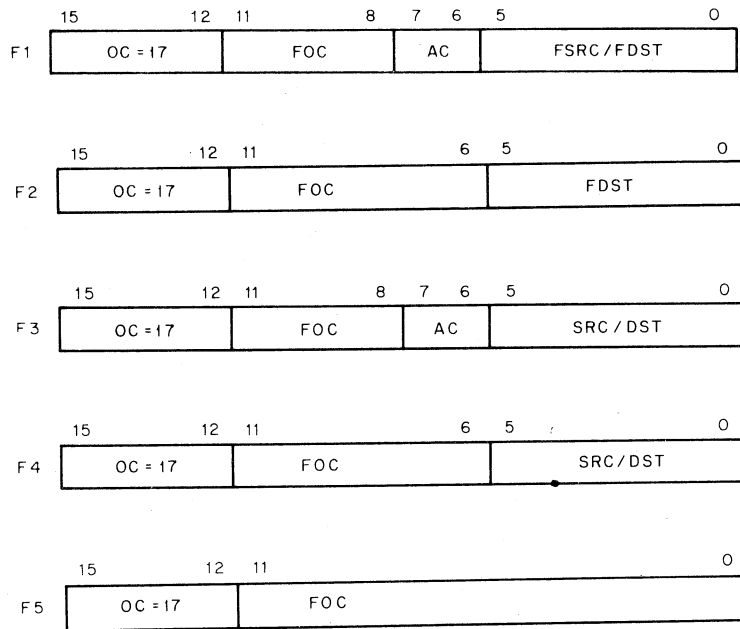 15 12 11 8 7 6 5 0
F1 OC = 17 FOC AC FSRC/FDST
15 12 11 6 5 0
F2 OC = 17 FOC FDST
15 12 11 8 7 6 5 0
F3 OC = 17 FOC AC SRC/DST
15 12 11 6 5 0
F4 OC = 17 FOC SRC/DST
15 12 11 0
F5 OC = 17 FOC